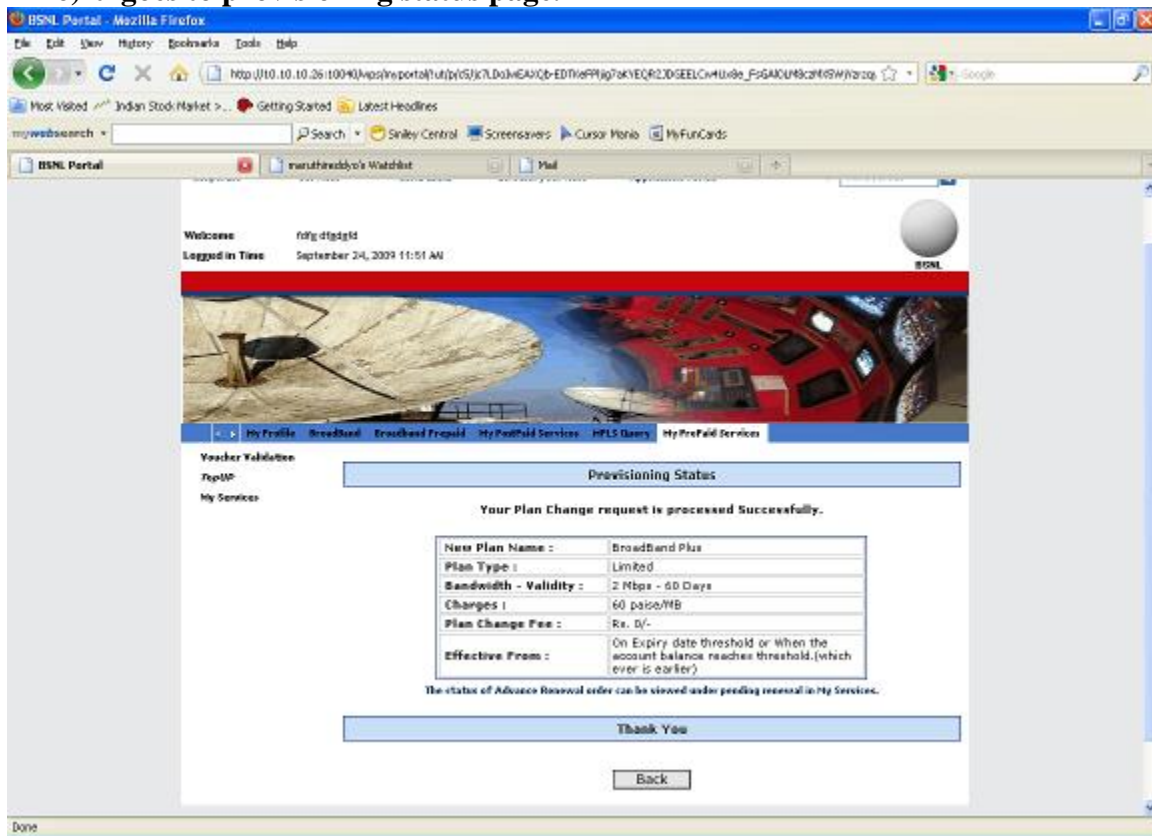 BSNL Portal - Mozilla Firefox
File Edit View History Bookmarks Tools Help
Google
Most Visited Indian Stock Market >... Getting Started Latest Headlines
mywebsearch Search Smiley Central Screensavers Cursor Mania MyFunCards
BSNL Portal maruthireddyo's Watchlist Mail
Welcome
Logged in Time September 24, 2009 11:51 AM
BSNL
My Profile BroadBand Broadband Prepaid My PostPaid Services MPLS Query My PrePaid Services
Voucher Validation
TopUP
My Services
Provisioning Status
Your Plan Change request is processed Successfully.
New Plan Name : BroadBand Plus
Plan Type : Limited
Bandwidth - Validity : 2 Mbps - 60 Days
Charges : 60 paise/MB
Plan Change Fee : Rs. 0/-
Effective From : On Expiry date threshold or When the
account balance reaches threshold.(which
ever is earlier)
The status of Advance Renewal order can be viewed under pending renewal in My Services.
Thank You
Back
Done